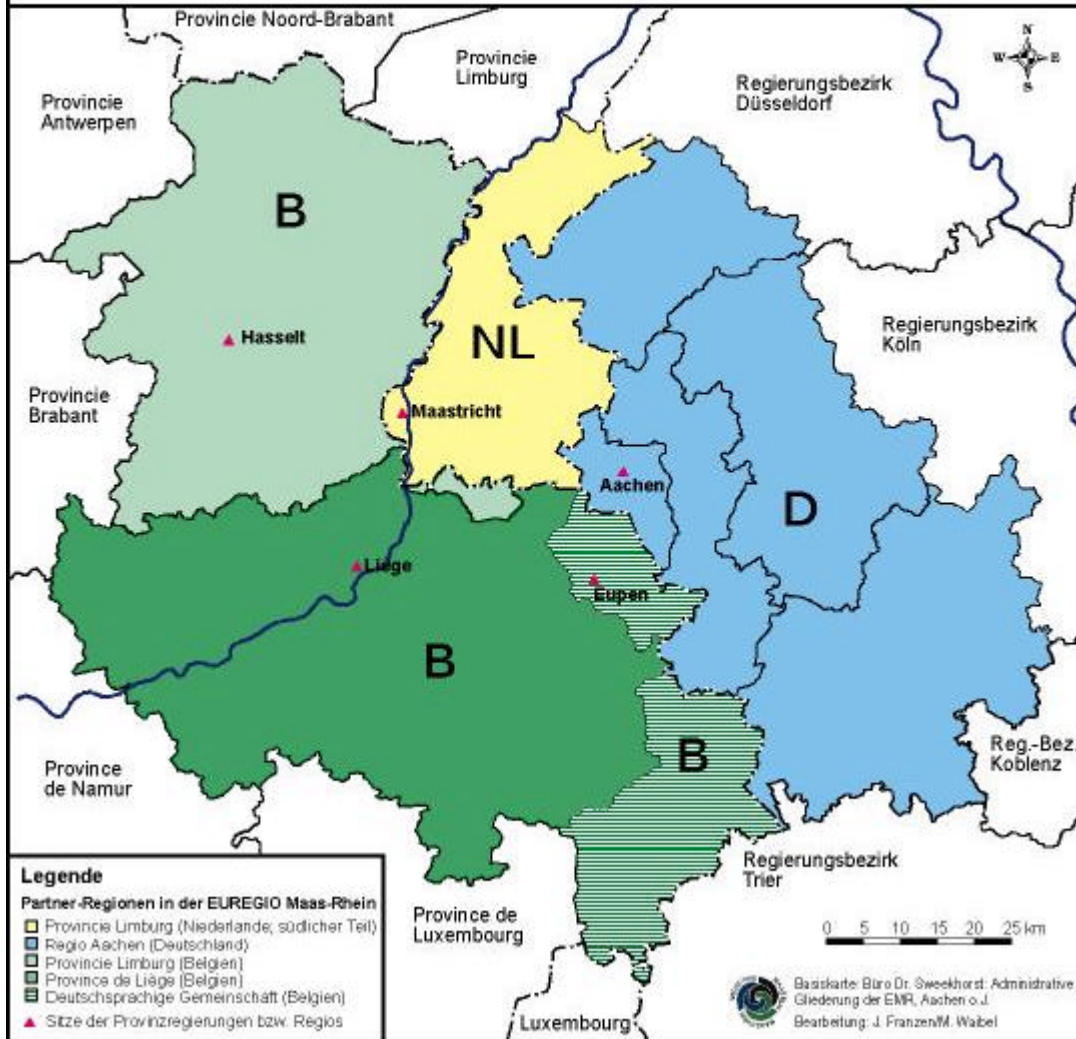 Provincie Noord-Brabant
Provincie
Limburg
Regierungsbezirk
Düsseldorf
N
W E
S
Provincie
Antwerpen
B
Hasselt
NL
Regierungsbezirk
Köln
Provincie
Brabant
Maastricht
Aachen
D
Liège
Eupen
B
B
Reg.-Bez.
Koblenz
Province
de Namur
Regierungsbezirk
Trier
Province de
Luxembourg
Luxembourg
Legende
Partner-Regionen in der EUREGIO Maas-Rhein
Provincie Limburg (Niederlande; südlicher Teil)
Regio Aachen (Deutschland)
Provincie Limburg (Belgien)
Province de Liège (Belgien)
Deutschsprachige Gemeinschaft (Belgien)
Sitze der Provinzregierungen bzw. Regios
0 5 10 15 20 25 km
Basiskarte: Büro Dr. Sweekhorst: Administrative
Gliederung der EMR, Aachen o.J.
Bearbeitung: J. Franzen/M. Waibel